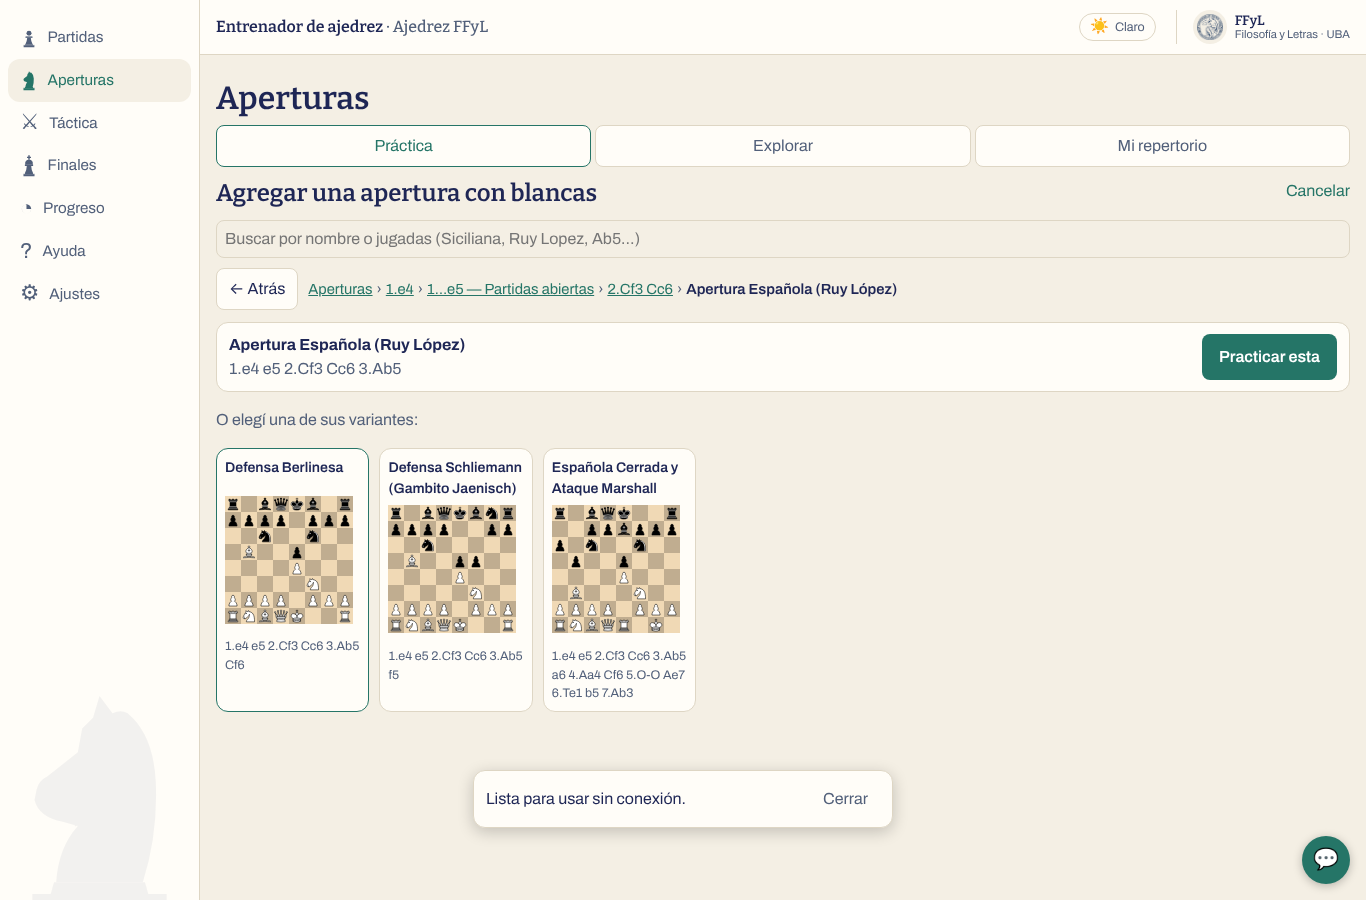 Partidas
Aperturas
Táctica
Finales
Progreso
? Ayuda
Ajustes
Entrenador de ajedrez · Ajedrez FFyL
Claro
FFyL
Filosofía y Letras · UBA
Aperturas
Práctica
Explorar
Mi repertorio
Agregar una apertura con blancas
Cancelar
Buscar por nombre o jugadas (Siciliana, Ruy Lopez, Ab5…)
← Atrás
Aperturas › 1.e4 › 1…e5 — Partidas abiertas › 2.Cf3 Cc6 › Apertura Española (Ruy López)
Apertura Española (Ruy López)
1.e4 e5 2.Cf3 Cc6 3.Ab5
Practicar esta
O elegí una de sus variantes:
Defensa Berlinesa
1.e4 e5 2.Cf3 Cc6 3.Ab5
Cf6
Defensa Schliemann
(Gambito Jaenisch)
1.e4 e5 2.Cf3 Cc6 3.Ab5
f5
Española Cerrada y
Ataque Marshall
1.e4 e5 2.Cf3 Cc6 3.Ab5
a6 4.Aa4 Cf6 5.O-O Ae7
6.Te1 b5 7.Ab3
Lista para usar sin conexión.
Cerrar